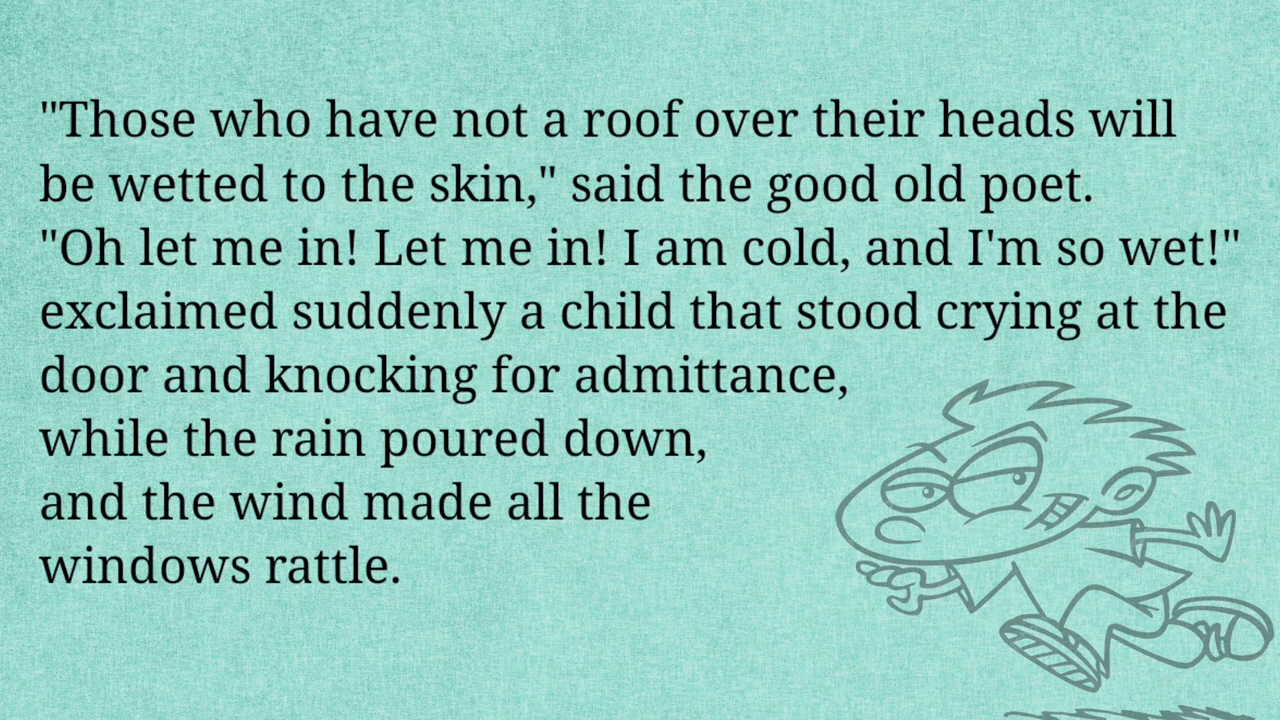 "Those who have not a roof over their heads will
be wetted to the skin," said the good old poet.
"Oh let me in! Let me in! I am cold, and I'm so wet!"
exclaimed suddenly a child that stood crying at the
door and knocking for admittance,
while the rain poured down,
and the wind made all the
windows rattle.